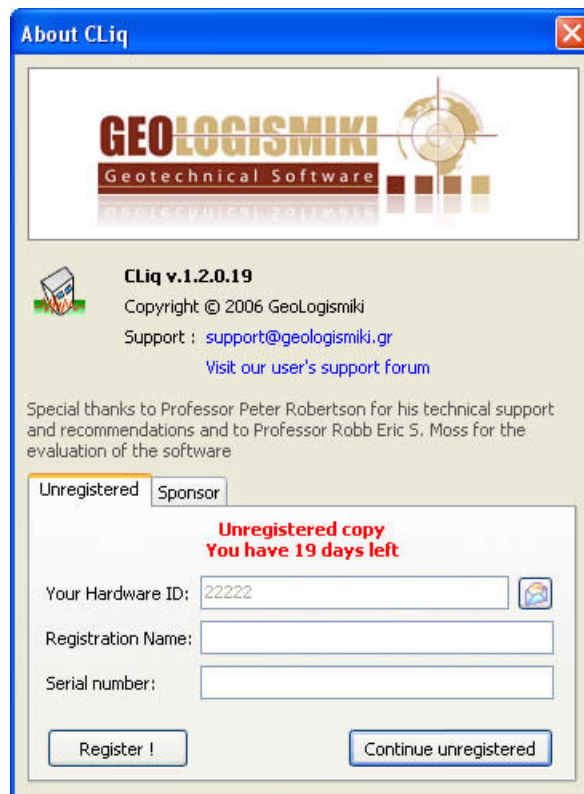 About CLiq
GEOLOGISMIKI
Geotechnical Software
CLiq v.1.2.0.19
Copyright © 2006 GeoLogismiki
Support : support@geologismiki.gr
Visit our user's support forum
Special thanks to Professor Peter Robertson for his technical support
and recommendations and to Professor Robb Eric S. Moss for the
evaluation of the software
Unregistered Sponsor
Unregistered copy
You have 19 days left
Your Hardware ID: 22222
Registration Name:
Serial number:
Register ! Continue unregistered